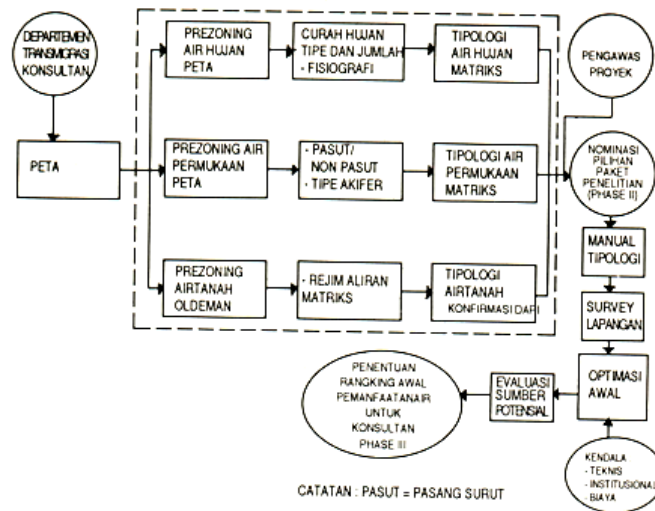 DEPARTEMEN
TRANSMIGRASI
KONSULTAN
PETA
PREZONING
AIR HUJAN
PETA
CURAH HUJAN
TIPE DAN JUMLAH
- FISIOGRAFI
TIPOLOGI
AIR HUJAN
MATRIKS
PENGAWAS
PROYEK
PREZONING AIR
PERMUKAAN
PETA
- PASUT/
NON PASUT
- TIPE AKIFER
TIPOLOGI AIR
PERMUKAAN
MATRIKS
NOMINASI
PILIHAN
PAKET
PENELITIAN
(PHASE II)
PREZONING
AIRTANAH
OLDEMAN
- REJIM ALIRAN
MATRIKS
TIPOLOGI
AIRTANAH
KONFIRMASI DAFI
MANUAL
TIPOLOGI
SURVEY
LAPANGAN
OPTIMASI
AWAL
EVALUASI
SUMBER
POTENSIAL
PENENTUAN
RANGKING AWAL
PEMANFAATANAIR
UNTUK
KONSULTAN
PHASE III
KENDALA
- TEKNIS
- INSTITUSIONAL
- BIAYA
CATATAN : PASUT = PASANG SURUT